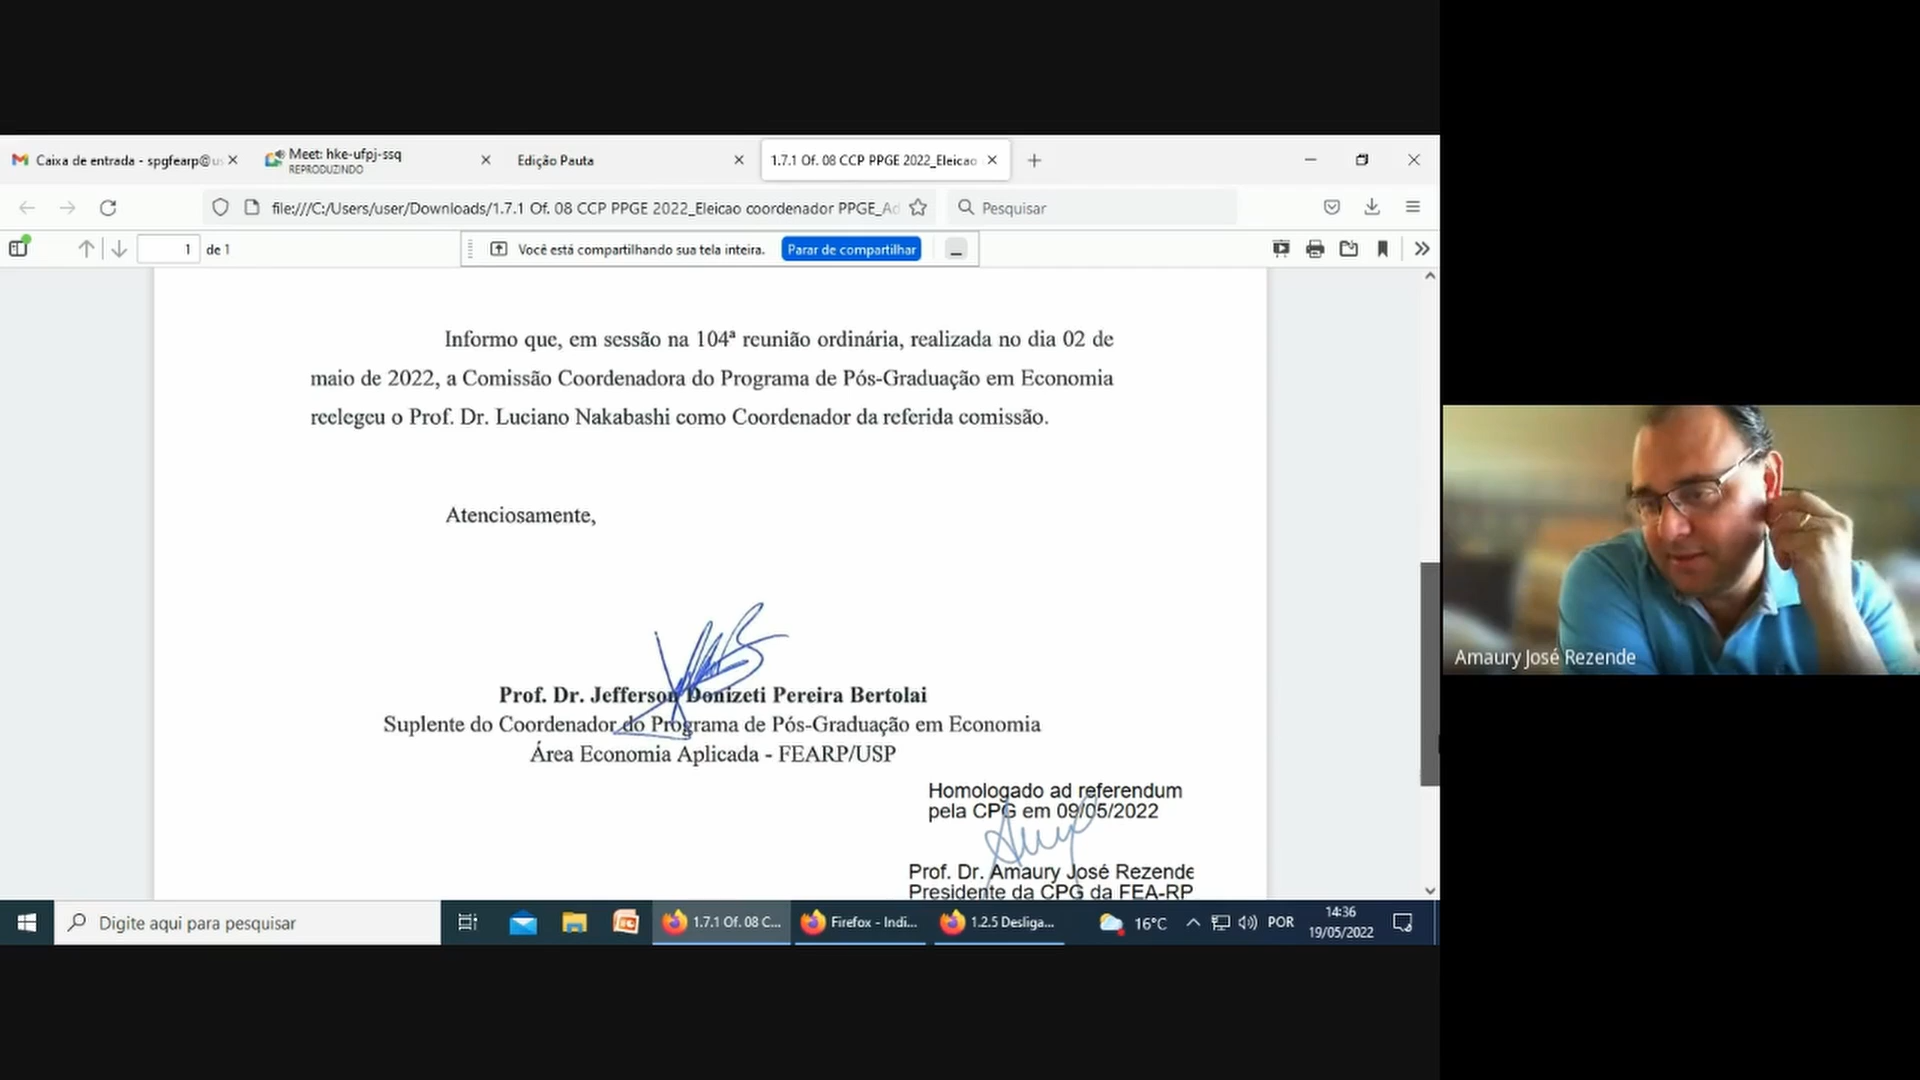 Caixa de entrada - spgfearp@us
Meet: hke-ufpj-ssq
REPRODUZINDO
Edição Pauta
1.7.1 Of. 08 CCP PPGE 2022_Eleicao
file:///C:/Users/user/Downloads/1.7.1 Of. 08 CCP PPGE 2022_Eleicao coordenador PPGE_Ad
Pesquisar
1 de 1
Você está compartilhando sua tela inteira.
Parar de compartilhar
Informo que, em sessão na 104ª reunião ordinária, realizada no dia 02 de
maio de 2022, a Comissão Coordenadora do Programa de Pós-Graduação em Economia
reelegeu o Prof. Dr. Luciano Nakabashi como Coordenador da referida comissão.
Atenciosamente,
Prof. Dr. Jefferson Donizeti Pereira Bertolai
Suplente do Coordenador do Programa de Pós-Graduação em Economia
Área Economia Aplicada - FEARP/USP
Homologado ad referendum
pela CPG em 09/05/2022
Prof. Dr. Amaury José Rezende
Presidente da CPG da FEA-RP
Amaury José Rezende
Digite aqui para pesquisar
1.7.1 Of. 08 C...
Firefox - Indi...
1.2.5 Desliga...
16°C
POR
14:36
19/05/2022